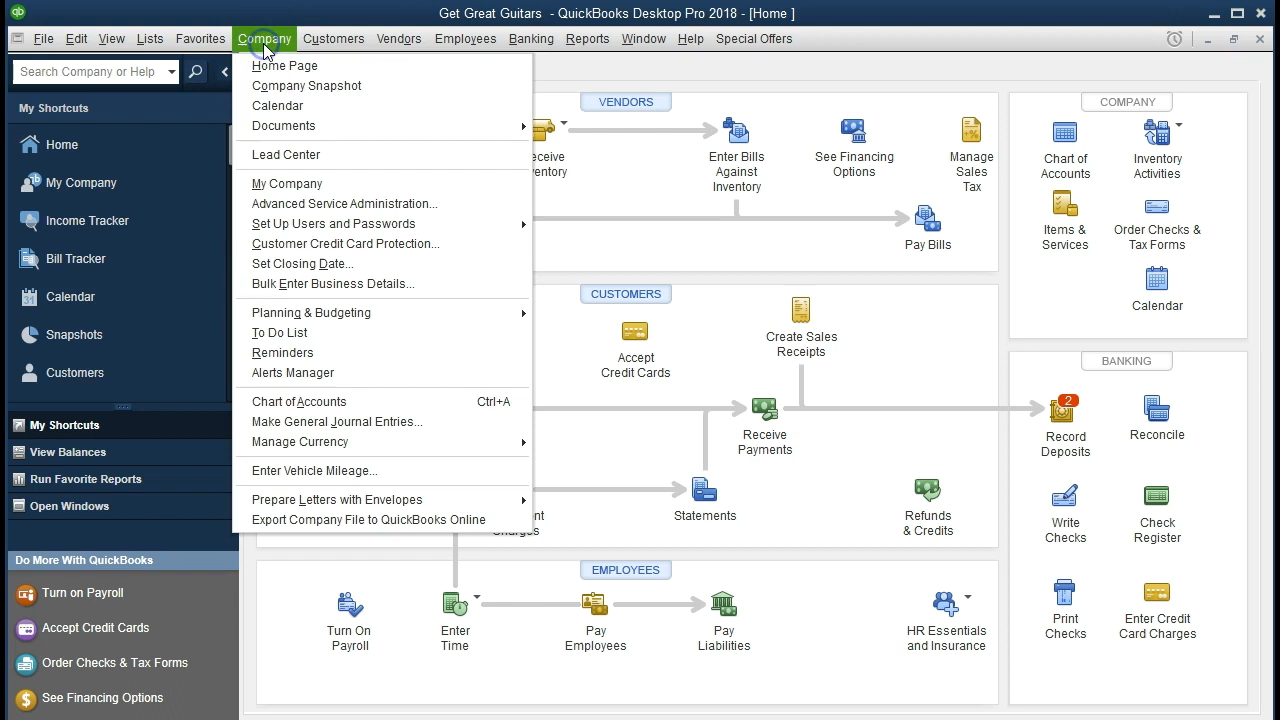 Get Great Guitars - QuickBooks Desktop Pro 2018 - [Home ]
File Edit View Lists Favorites Company Customers Vendors Employees Banking Reports Window Help Special Offers
Search Company or Help
My Shortcuts
Home
My Company
Income Tracker
Bill Tracker
Calendar
Snapshots
Customers
My Shortcuts
View Balances
Run Favorite Reports
Open Windows
Do More With QuickBooks
Turn on Payroll
Accept Credit Cards
Order Checks & Tax Forms
See Financing Options
Home Page
Company Snapshot
Calendar
Documents
Lead Center
My Company
Advanced Service Administration...
Set Up Users and Passwords
Customer Credit Card Protection...
Set Closing Date...
Bulk Enter Business Details...
Planning & Budgeting
To Do List
Reminders
Alerts Manager
Chart of Accounts Ctrl+A
Make General Journal Entries...
Manage Currency
Enter Vehicle Mileage...
Prepare Letters with Envelopes
Export Company File to QuickBooks Online
VENDORS
Enter Bills
Against
Inventory
See Financing
Options
Manage
Sales
Tax
Pay Bills
CUSTOMERS
Accept
Credit Cards
Create Sales
Receipts
Receive
Payments
Statements
Refunds
& Credits
EMPLOYEES
Turn On
Payroll
Enter
Time
Pay
Employees
Pay
Liabilities
HR Essentials
and Insurance
COMPANY
Chart of
Accounts
Inventory
Activities
Items &
Services
Order Checks &
Tax Forms
Calendar
BANKING
2
Record
Deposits
Reconcile
Write
Checks
Check
Register
Print
Checks
Enter Credit
Card Charges